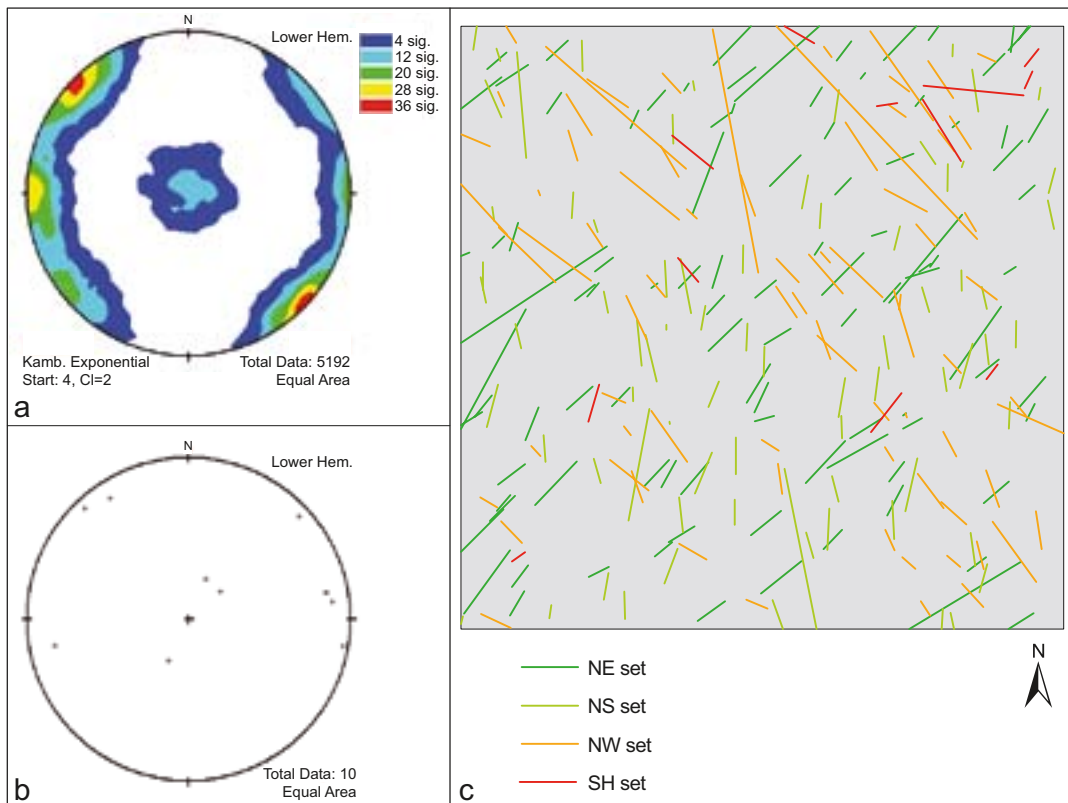 N
Lower Hem.
4 sig.
12 sig.
20 sig.
28 sig.
36 sig.
Kamb. Exponential
Start: 4, CI=2
Total Data: 5192
Equal Area
a
N
Lower Hem.
Total Data: 10
Equal Area
b
NE set
NS set
NW set
SH set
N
c